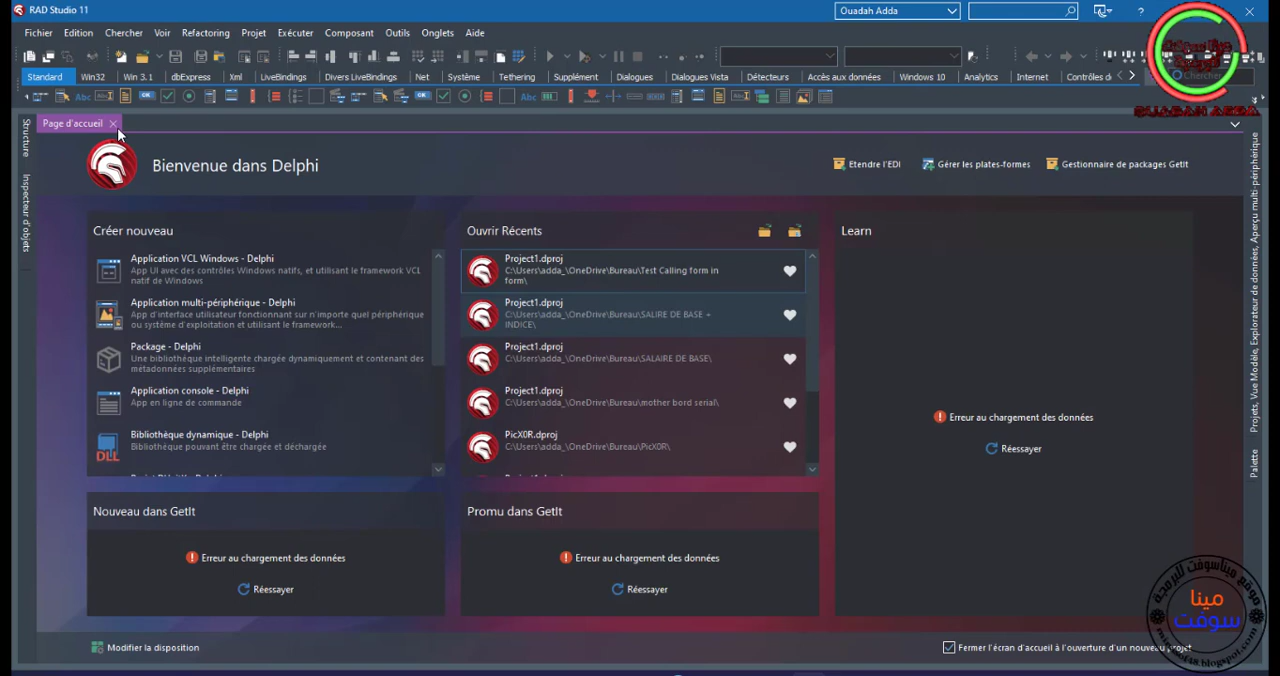 RAD Studio 11
Ouadah Adda
?
Fichier Edition Chercher Voir Refactoring Projet Exécuter Composant Outils Onglets Aide
Standard Win32 Win 3.1 dbExpress Xml LiveBindings Divers LiveBindings Net Système Tethering Supplément Dialogues Dialogues Vista Détecteurs Accès aux données Windows 10 Analytics Internet Contrôles d
Chercher
OUADAH ADDA
Page d'accueil
Structure
Inspecteur d'objets
Bienvenue dans Delphi
Etendre l'EDI
Gérer les plates-formes
Gestionnaire de packages GetIt
Créer nouveau
Application VCL Windows - Delphi
App UI avec des contrôles Windows natifs, et utilisant le framework VCL
natif de Windows
Application multi-périphérique - Delphi
App d'interface utilisateur fonctionnant sur n'importe quel périphérique
ou système d'exploitation et utilisant le framework...
Package - Delphi
Une bibliothèque intelligente chargée dynamiquement et contenant des
métadonnées supplémentaires
Application console - Delphi
App en ligne de commande
Bibliothèque dynamique - Delphi
Bibliothèque pouvant être chargée et déchargée
DLL
Ouvrir Récents
Project1.dproj
C:\Users\adda_\OneDrive\Bureau\Test Calling form in
form\
Project1.dproj
C:\Users\adda_\OneDrive\Bureau\SALIRE DE BASE +
INDICE\
Project1.dproj
C:\Users\adda_\OneDrive\Bureau\SALAIRE DE BASE\
Project1.dproj
C:\Users\adda_\OneDrive\Bureau\mother bord serial\
PicX0R.dproj
C:\Users\adda_\OneDrive\Bureau\PicX0R\
Learn
Erreur au chargement des données
Réessayer
Nouveau dans GetIt
Erreur au chargement des données
Réessayer
Promu dans GetIt
Erreur au chargement des données
Réessayer
Projets, Vue Modèle, Explorateur de données, Aperçu multi-périphérique
Palette
Modifier la disposition
Fermer l'écran d'accueil à l'ouverture d'un nouveau projet
موقع ميناسوفت للبرمجة
مينا
سوفت